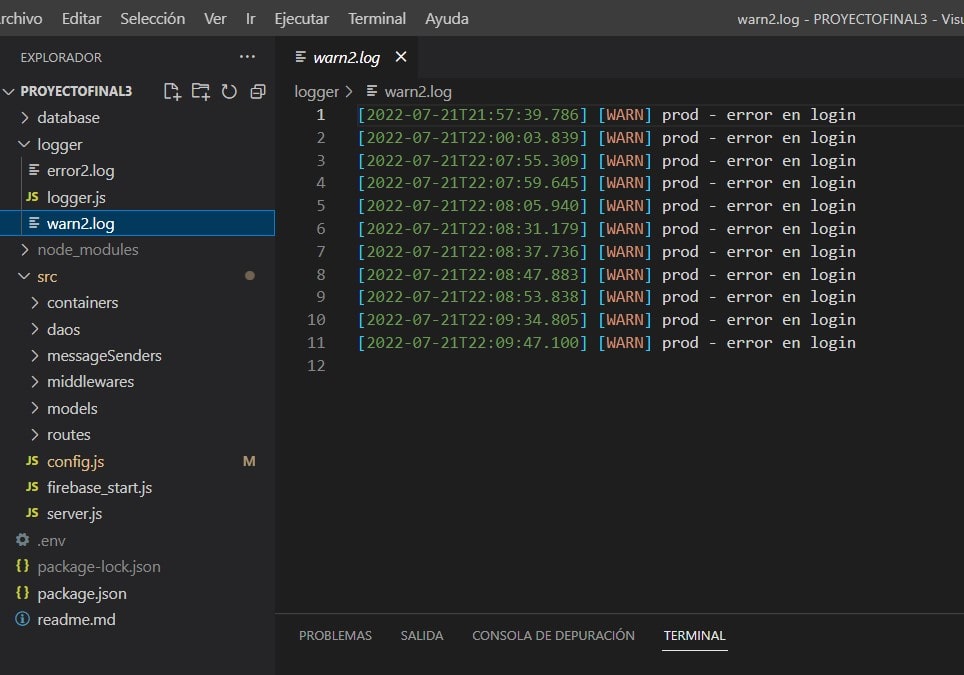 rchivo Editar Selección Ver Ir Ejecutar Terminal Ayuda warn2.log - PROYECTOFINAL3 - Visu
EXPLORADOR ···
PROYECTOFINAL3
database
logger
error2.log
JS logger.js
warn2.log
node_modules
src
containers
daos
messageSenders
middlewares
models
routes
JS config.js M
JS firebase_start.js
JS server.js
.env
{} package-lock.json
{} package.json
readme.md
warn2.log
logger > warn2.log
1 [2022-07-21T21:57:39.786] [WARN] prod - error en login
2 [2022-07-21T22:00:03.839] [WARN] prod - error en login
3 [2022-07-21T22:07:55.309] [WARN] prod - error en login
4 [2022-07-21T22:07:59.645] [WARN] prod - error en login
5 [2022-07-21T22:08:05.940] [WARN] prod - error en login
6 [2022-07-21T22:08:31.179] [WARN] prod - error en login
7 [2022-07-21T22:08:37.736] [WARN] prod - error en login
8 [2022-07-21T22:08:47.883] [WARN] prod - error en login
9 [2022-07-21T22:08:53.838] [WARN] prod - error en login
10 [2022-07-21T22:09:34.805] [WARN] prod - error en login
11 [2022-07-21T22:09:47.100] [WARN] prod - error en login
12
PROBLEMAS SALIDA CONSOLA DE DEPURACIÓN TERMINAL